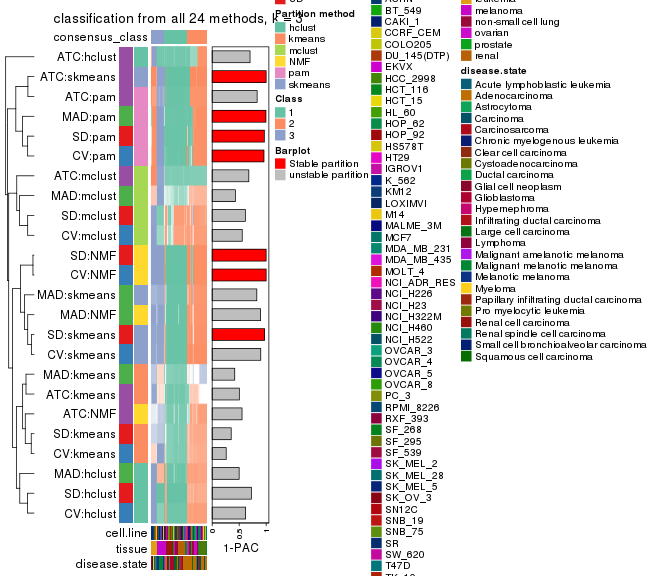 classification from all 24 methods, k = 3
consensus_class
ATC:hclust
ATC:skmeans
ATC:pam
MAD:pam
SD:pam
CV:pam
ATC:mclust
MAD:mclust
SD:mclust
CV:mclust
SD:NMF
CV:NMF
MAD:skmeans
MAD:NMF
SD:skmeans
CV:skmeans
MAD:kmeans
ATC:kmeans
ATC:NMF
SD:kmeans
CV:kmeans
MAD:hclust
SD:hclust
CV:hclust
cell.line
tissue
disease.state
0
0.5
1
1-PAC
Partition method
hclust
kmeans
mclust
NMF
pam
skmeans
Class
1
2
3
Barplot
Stable partition
unstable partition
BT_549
CAKI_1
CCRF_CEM
COLO205
DU_145(DTP)
EKVX
HCC_2998
HCT_116
HCT_15
HL_60
HOP_62
HOP_92
HS578T
HT29
IGROV1
K_562
KM12
LOXIMVI
M14
MALME_3M
MCF7
MDA_MB_231
MDA_MB_435
MOLT_4
NCI_ADR_RES
NCI_H226
NCI_H23
NCI_H322M
NCI_H460
NCI_H522
OVCAR_3
OVCAR_4
OVCAR_5
OVCAR_8
PC_3
RPMI_8226
RXF_393
SF_268
SF_295
SF_539
SK_MEL_2
SK_MEL_28
SK_MEL_5
SK_OV_3
SN12C
SNB_19
SNB_75
SR
SW_620
T47D
melanoma
non-small cell lung
ovarian
prostate
renal
disease.state
Acute lymphoblastic leukemia
Adenocarcinoma
Astrocytoma
Carcinoma
Carcinosarcoma
Chronic myelogenous leukemia
Clear cell carcinoma
Cystoadenocarcinoma
Ductal carcinoma
Glial cell neoplasm
Glioblastoma
Hypernephroma
Infiltrating ductal carcinoma
Large cell carcinoma
Lymphoma
Malignant amelanotic melanoma
Malignant melanotic melanoma
Melanotic melanoma
Myeloma
Papillary infiltrating ductal carcinoma
Pro myelocytic leukemia
Renal cell carcinoma
Renal spindle cell carcinoma
Small cell bronchioalveolar carcinoma
Squamous cell carcinoma